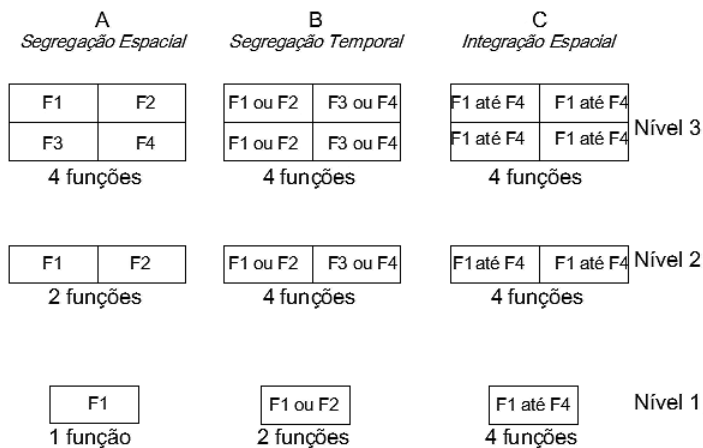 A B C
Segregação Espacial Segregação Temporal Integração Espacial
F1 F2 F1 ou F2 F3 ou F4 F1 até F4 F1 até F4
Nível 3
F3 F4 F1 ou F2 F3 ou F4 F1 até F4 F1 até F4
4 funções 4 funções 4 funções
F1 F2 F1 ou F2 F3 ou F4 F1 até F4 F1 até F4 Nível 2
2 funções 4 funções 4 funções
F1 F1 ou F2 F1 até F4 Nível 1
1 função 2 funções 4 funções